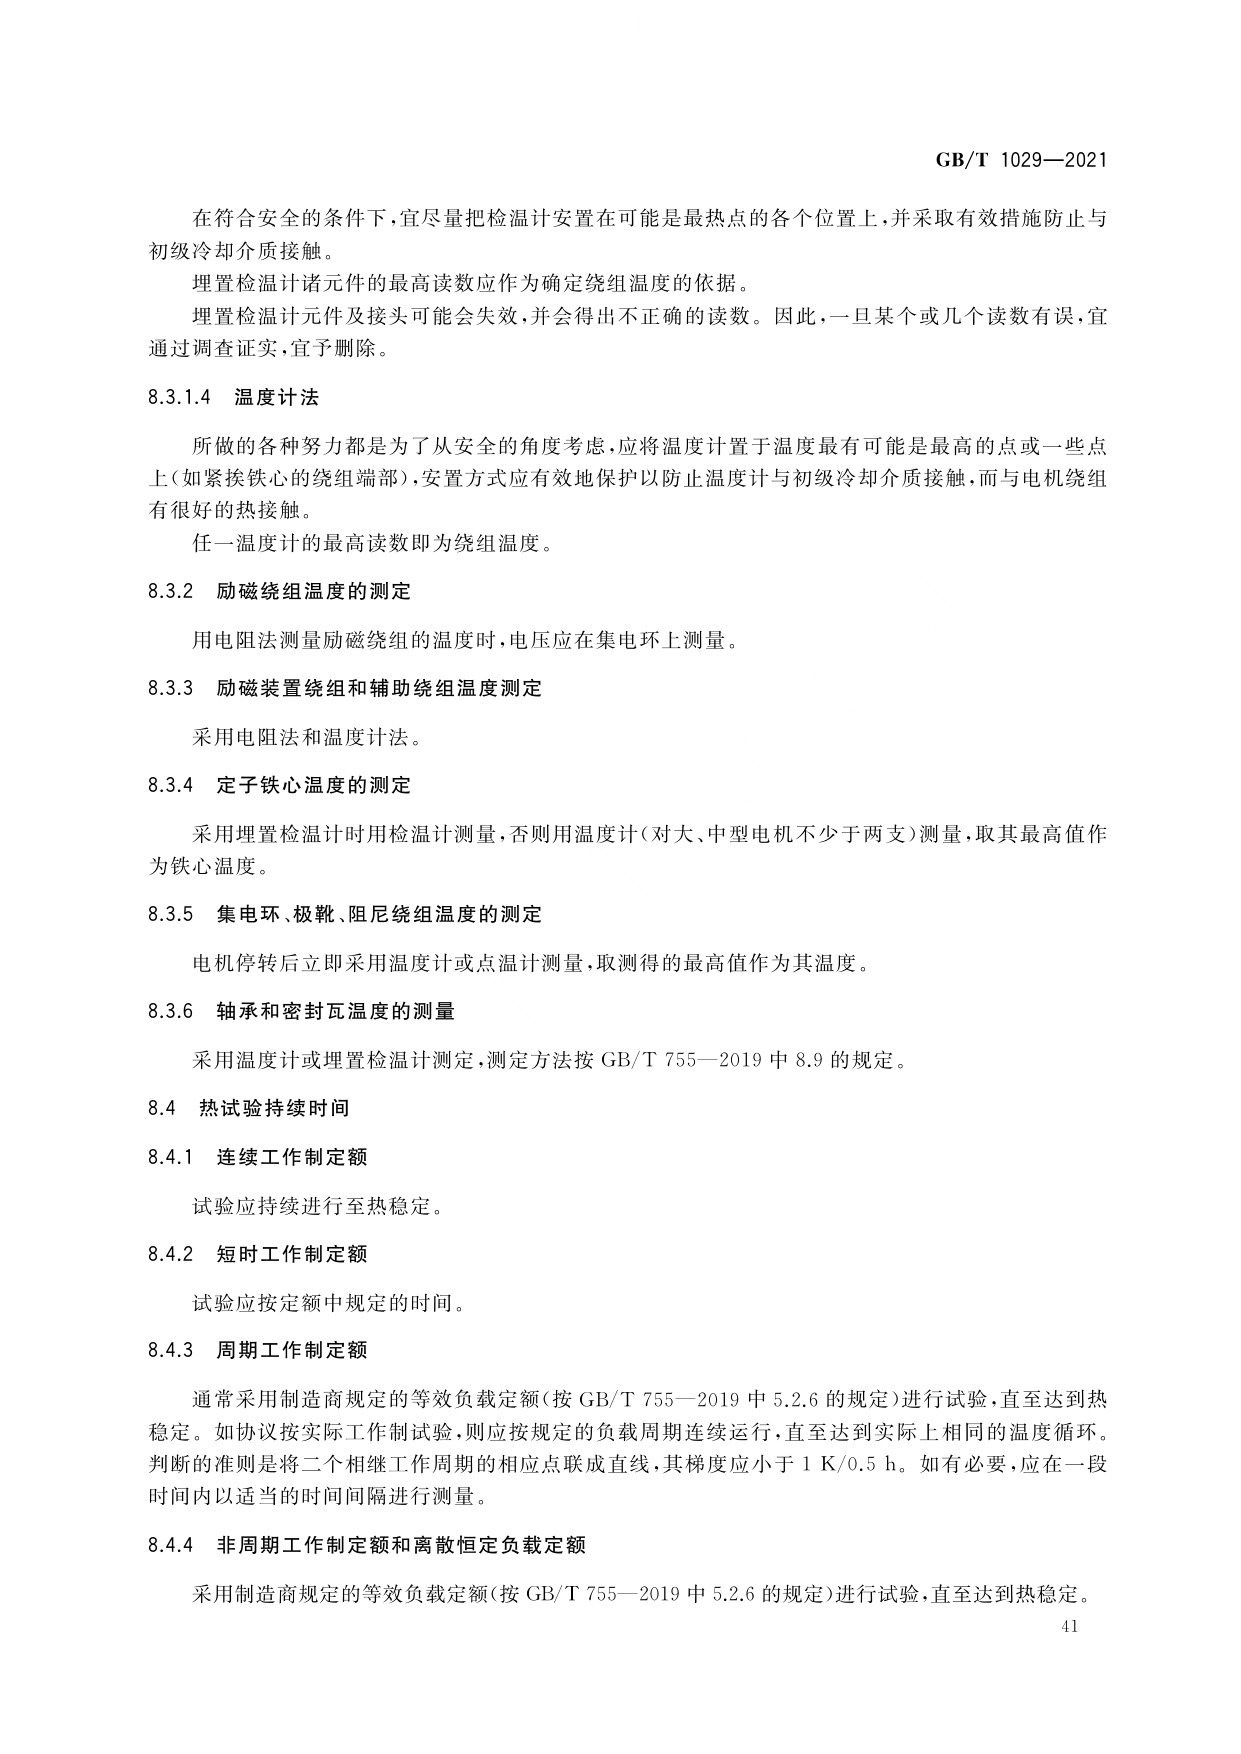 GB/T 1029—2021
在符合安全的条件下,宜尽量把检温计安置在可能是最热点的各个位置上,并采取有效措施防止与
初级冷却介质接触。
埋置检温计诸元件的最高读数应作为确定绕组温度的依据。
埋置检温计元件及接头可能会失效,并会得出不正确的读数。因此,一旦某个或几个读数有误,宜
通过调查证实,宜予删除。
8.3.1.4 温度计法
所做的各种努力都是为了从安全的角度考虑,应将温度计置于温度最有可能是最高的点或一些点
上(如紧挨铁心的绕组端部),安置方式应有效地保护以防止温度计与初级冷却介质接触,而与电机绕组
有很好的热接触。
任一温度计的最高读数即为绕组温度。
8.3.2 励磁绕组温度的测定
用电阻法测量励磁绕组的温度时,电压应在集电环上测量。
8.3.3 励磁装置绕组和辅助绕组温度测定
采用电阻法和温度计法。
8.3.4 定子铁心温度的测定
采用埋置检温计时用检温计测量,否则用温度计(对大、中型电机不少于两支)测量,取其最高值作
为铁心温度。
8.3.5 集电环、极靴、阻尼绕组温度的测定
电机停转后立即采用温度计或点温计测量,取测得的最高值作为其温度。
8.3.6 轴承和密封瓦温度的测量
采用温度计或埋置检温计测定,测定方法按 GB/T 755—2019 中 8.9 的规定。
8.4 热试验持续时间
8.4.1 连续工作制定额
试验应持续进行至热稳定。
8.4.2 短时工作制定额
试验应按定额中规定的时间。
8.4.3 周期工作制定额
通常采用制造商规定的等效负载定额(按 GB/T 755—2019 中 5.2.6 的规定)进行试验,直至达到热
稳定。如协议按实际工作制试验,则应按规定的负载周期连续运行,直至达到实际上相同的温度循环。
判断的准则是将二个相继工作周期的相应点联成直线,其梯度应小于 1 K/0.5 h。如有必要,应在一段
时间内以适当的时间间隔进行测量。
8.4.4 非周期工作制定额和离散恒定负载定额
采用制造商规定的等效负载定额(按 GB/T 755—2019 中 5.2.6 的规定)进行试验,直至达到热稳定。
41